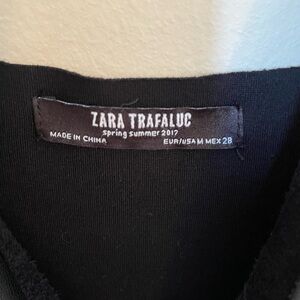 ZARA TRAFALUC
spring summer 2017
MADE IN CHINA
EUR/USA M MEX 28